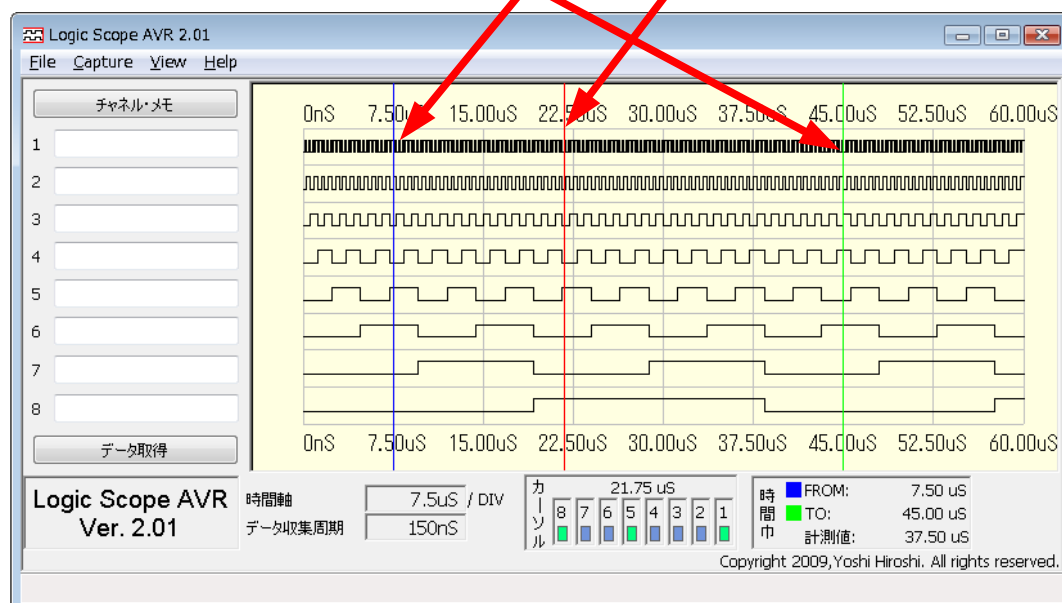 Logic Scope AVR 2.01
File Capture View Help
チャネル・メモ
1
2
3
4
5
6
7
8
データ取得
0nS 7.50uS 15.00uS 22.50uS 30.00uS 37.50uS 45.00uS 52.50uS 60.00uS
0nS 7.50uS 15.00uS 22.50uS 30.00uS 37.50uS 45.00uS 52.50uS 60.00uS
Logic Scope AVR
Ver. 2.01
時間軸 7.5uS / DIV
データ収集周期 150nS
カーソル
21.75 uS
8 7 6 5 4 3 2 1
時間巾
FROM: 7.50 uS
TO: 45.00 uS
計測値: 37.50 uS
Copyright 2009,Yoshi Hiroshi. All rights reserved.